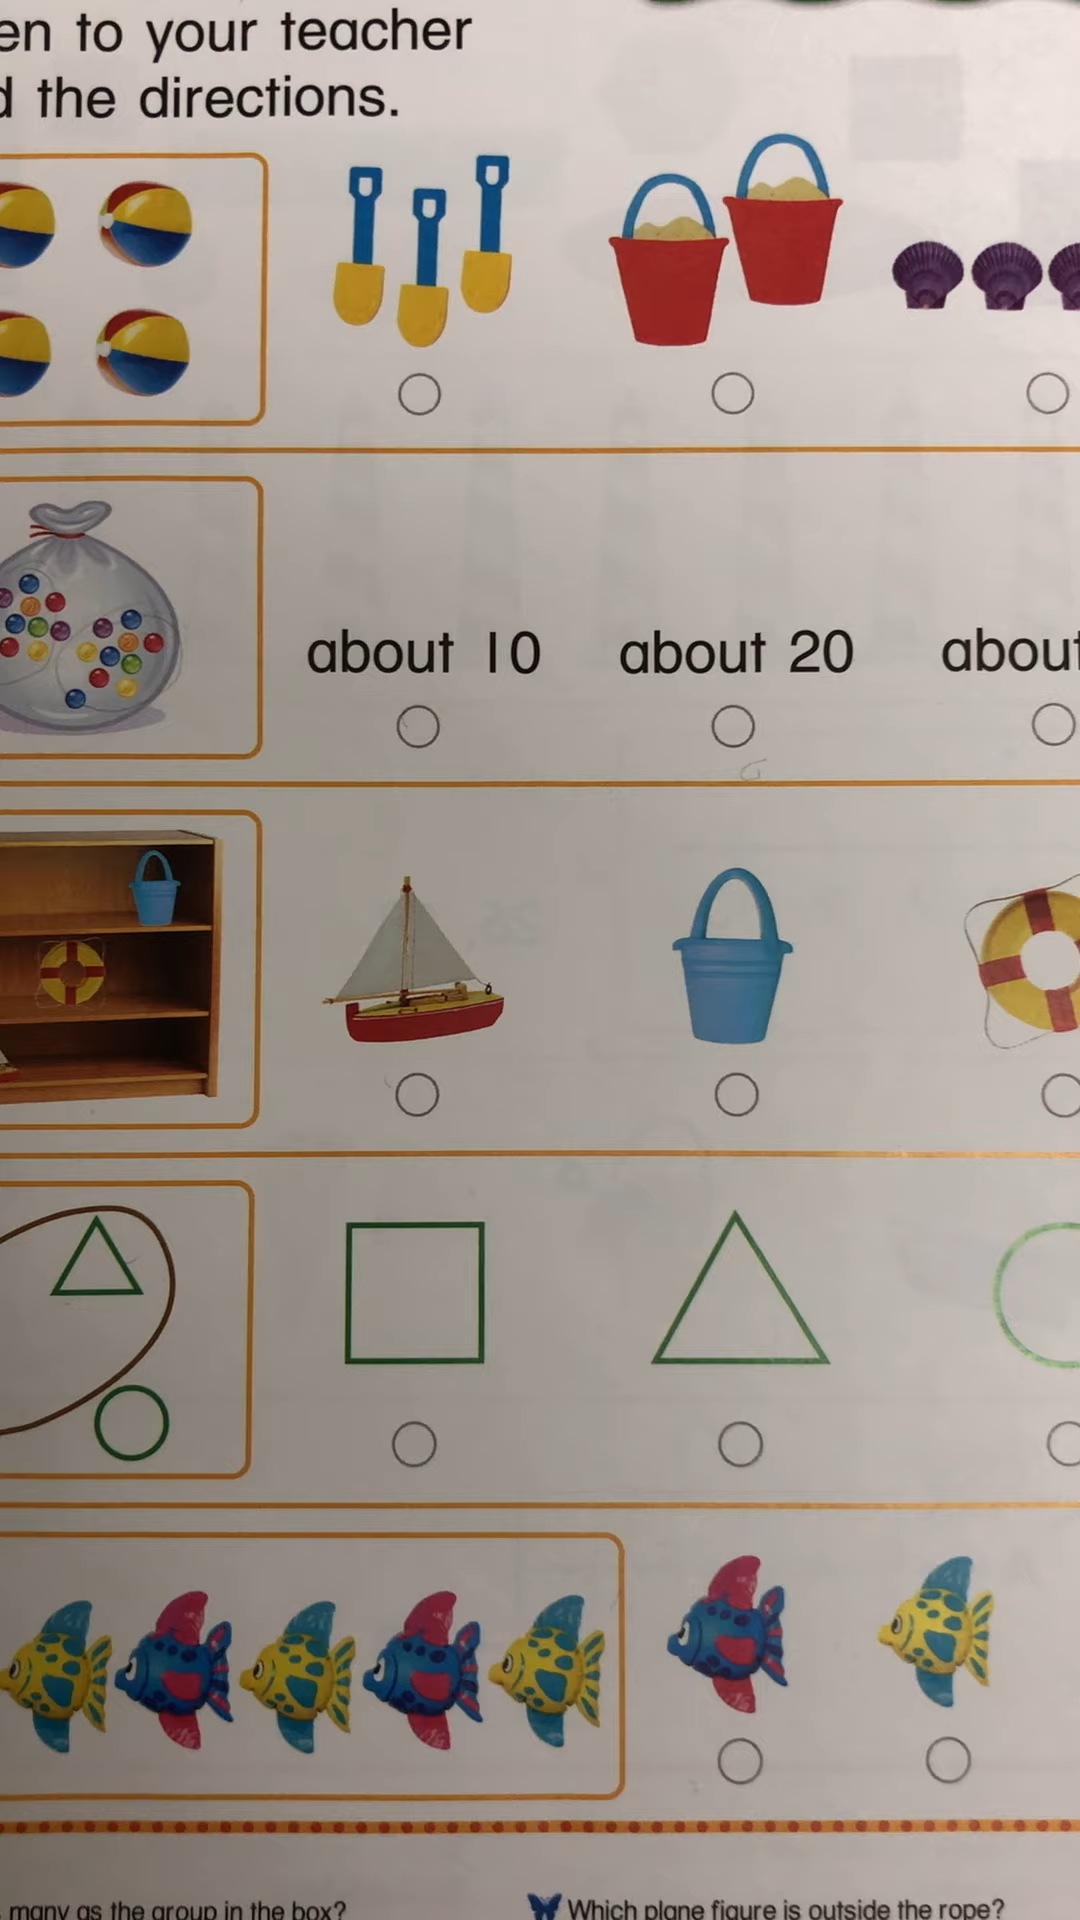 en to your teacher
d the directions.
about 10 about 20 about
many as the group in the box?
Which plane figure is outside the rope?